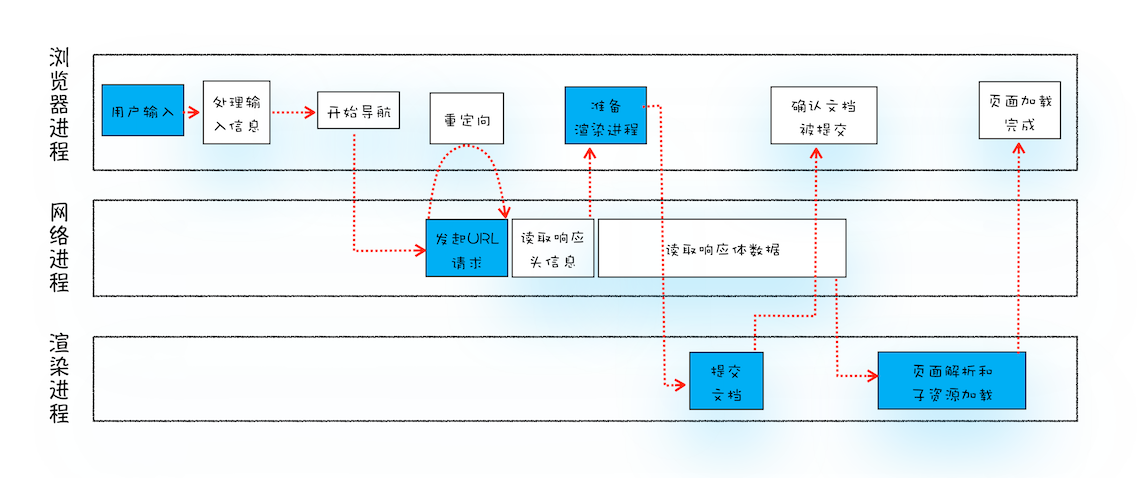 浏览器进程
用户输入
处理输
入信息
开始导航
重定向
准备
渲染进程
确认文档
被提交
页面加载
完成
网络进程
发起URL
请求
读取响应
头信息
读取响应体数据
渲染进程
提交
文档
页面解析和
子资源加载